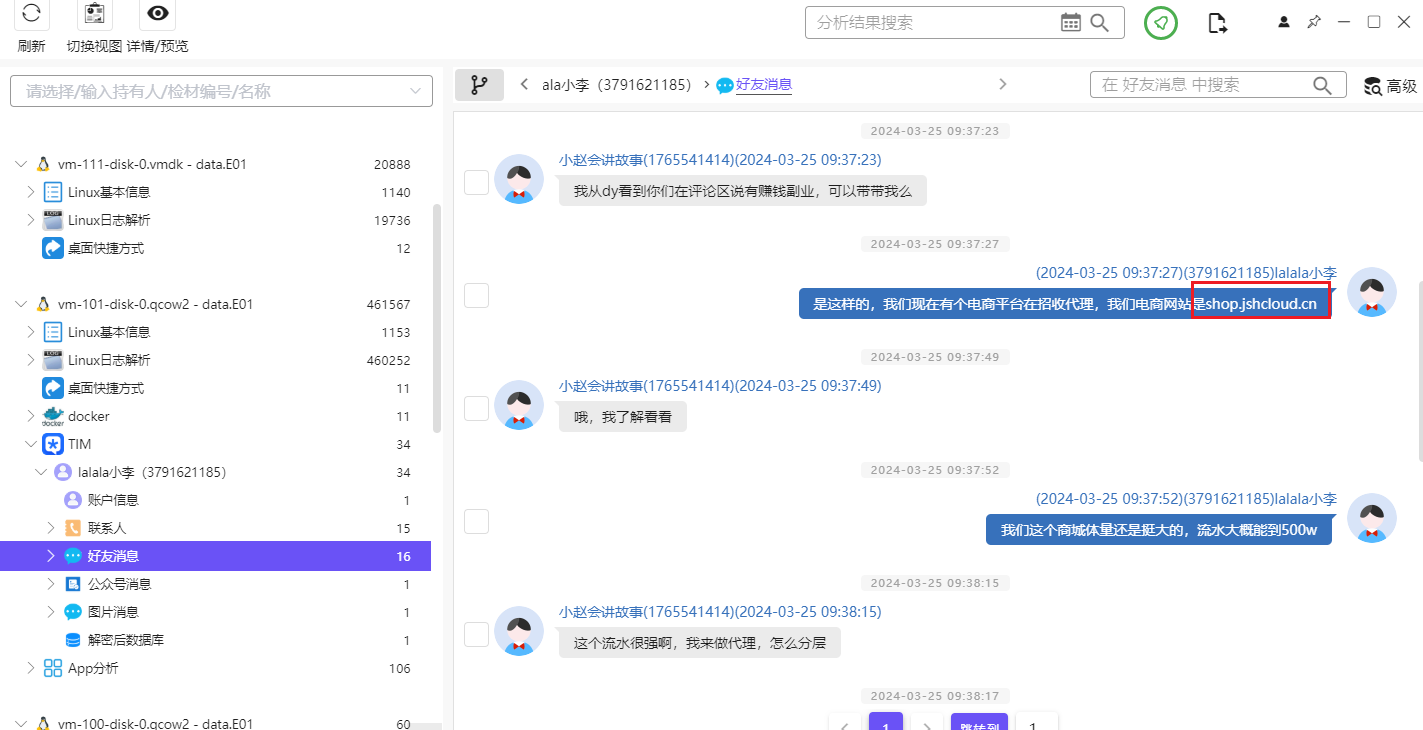 分析结果搜索
刷新
切换视图
详情/预览
请选择/输入持有人/检材编号/名称
ala小李（3791621185）
好友消息
在 好友消息 中搜索
高级
vm-111-disk-0.vmdk - data.E01 20888
Linux基本信息 1140
Linux日志解析 19736
桌面快捷方式 12
vm-101-disk-0.qcow2 - data.E01 461567
Linux基本信息 1153
Linux日志解析 460252
桌面快捷方式 11
docker 11
TIM 34
lalala小李（3791621185） 34
账户信息 1
联系人 15
好友消息 16
公众号消息 1
图片消息 1
解密后数据库 1
App分析 106
vm-100-disk-0.qcow2 - data.E01 60
2024-03-25 09:37:23
小赵会讲故事(1765541414)(2024-03-25 09:37:23)
我从dy看到你们在评论区说有赚钱副业，可以带带我么
2024-03-25 09:37:27
(2024-03-25 09:37:27)(3791621185)lalala小李
是这样的，我们现在有个电商平台在招收代理，我们电商网站是shop.jshcloud.cn
2024-03-25 09:37:49
小赵会讲故事(1765541414)(2024-03-25 09:37:49)
哦，我了解看看
2024-03-25 09:37:52
(2024-03-25 09:37:52)(3791621185)lalala小李
我们这个商城体量还是挺大的，流水大概能到500w
2024-03-25 09:38:15
小赵会讲故事(1765541414)(2024-03-25 09:38:15)
这个流水很强啊，我来做代理，怎么分层
2024-03-25 09:38:17
1
跳转到
1